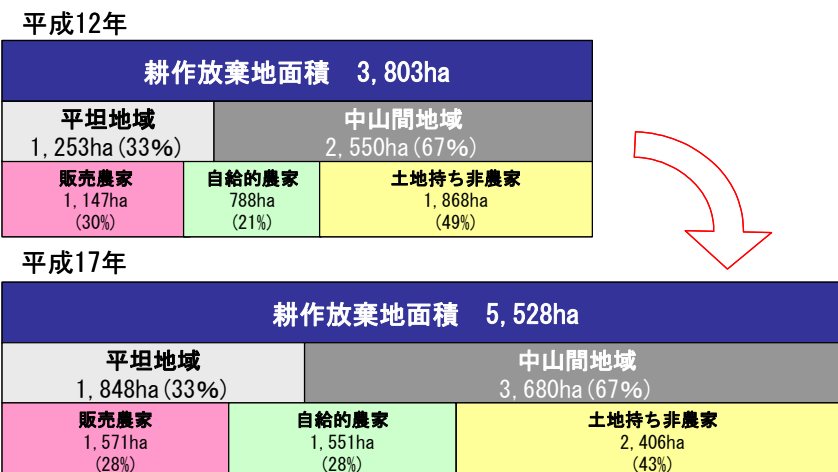 平成12年
耕作放棄地面積 3,803ha
平坦地域 中山間地域
1,253ha(33%) 2,550ha(67%)
販売農家 自給的農家 土地持ち非農家
1,147ha 788ha 1,868ha
(30%) (21%) (49%)
平成17年
耕作放棄地面積 5,528ha
平坦地域 中山間地域
1,848ha(33%) 3,680ha(67%)
販売農家 自給的農家 土地持ち非農家
1,571ha 1,551ha 2,406ha
(28%) (28%) (43%)